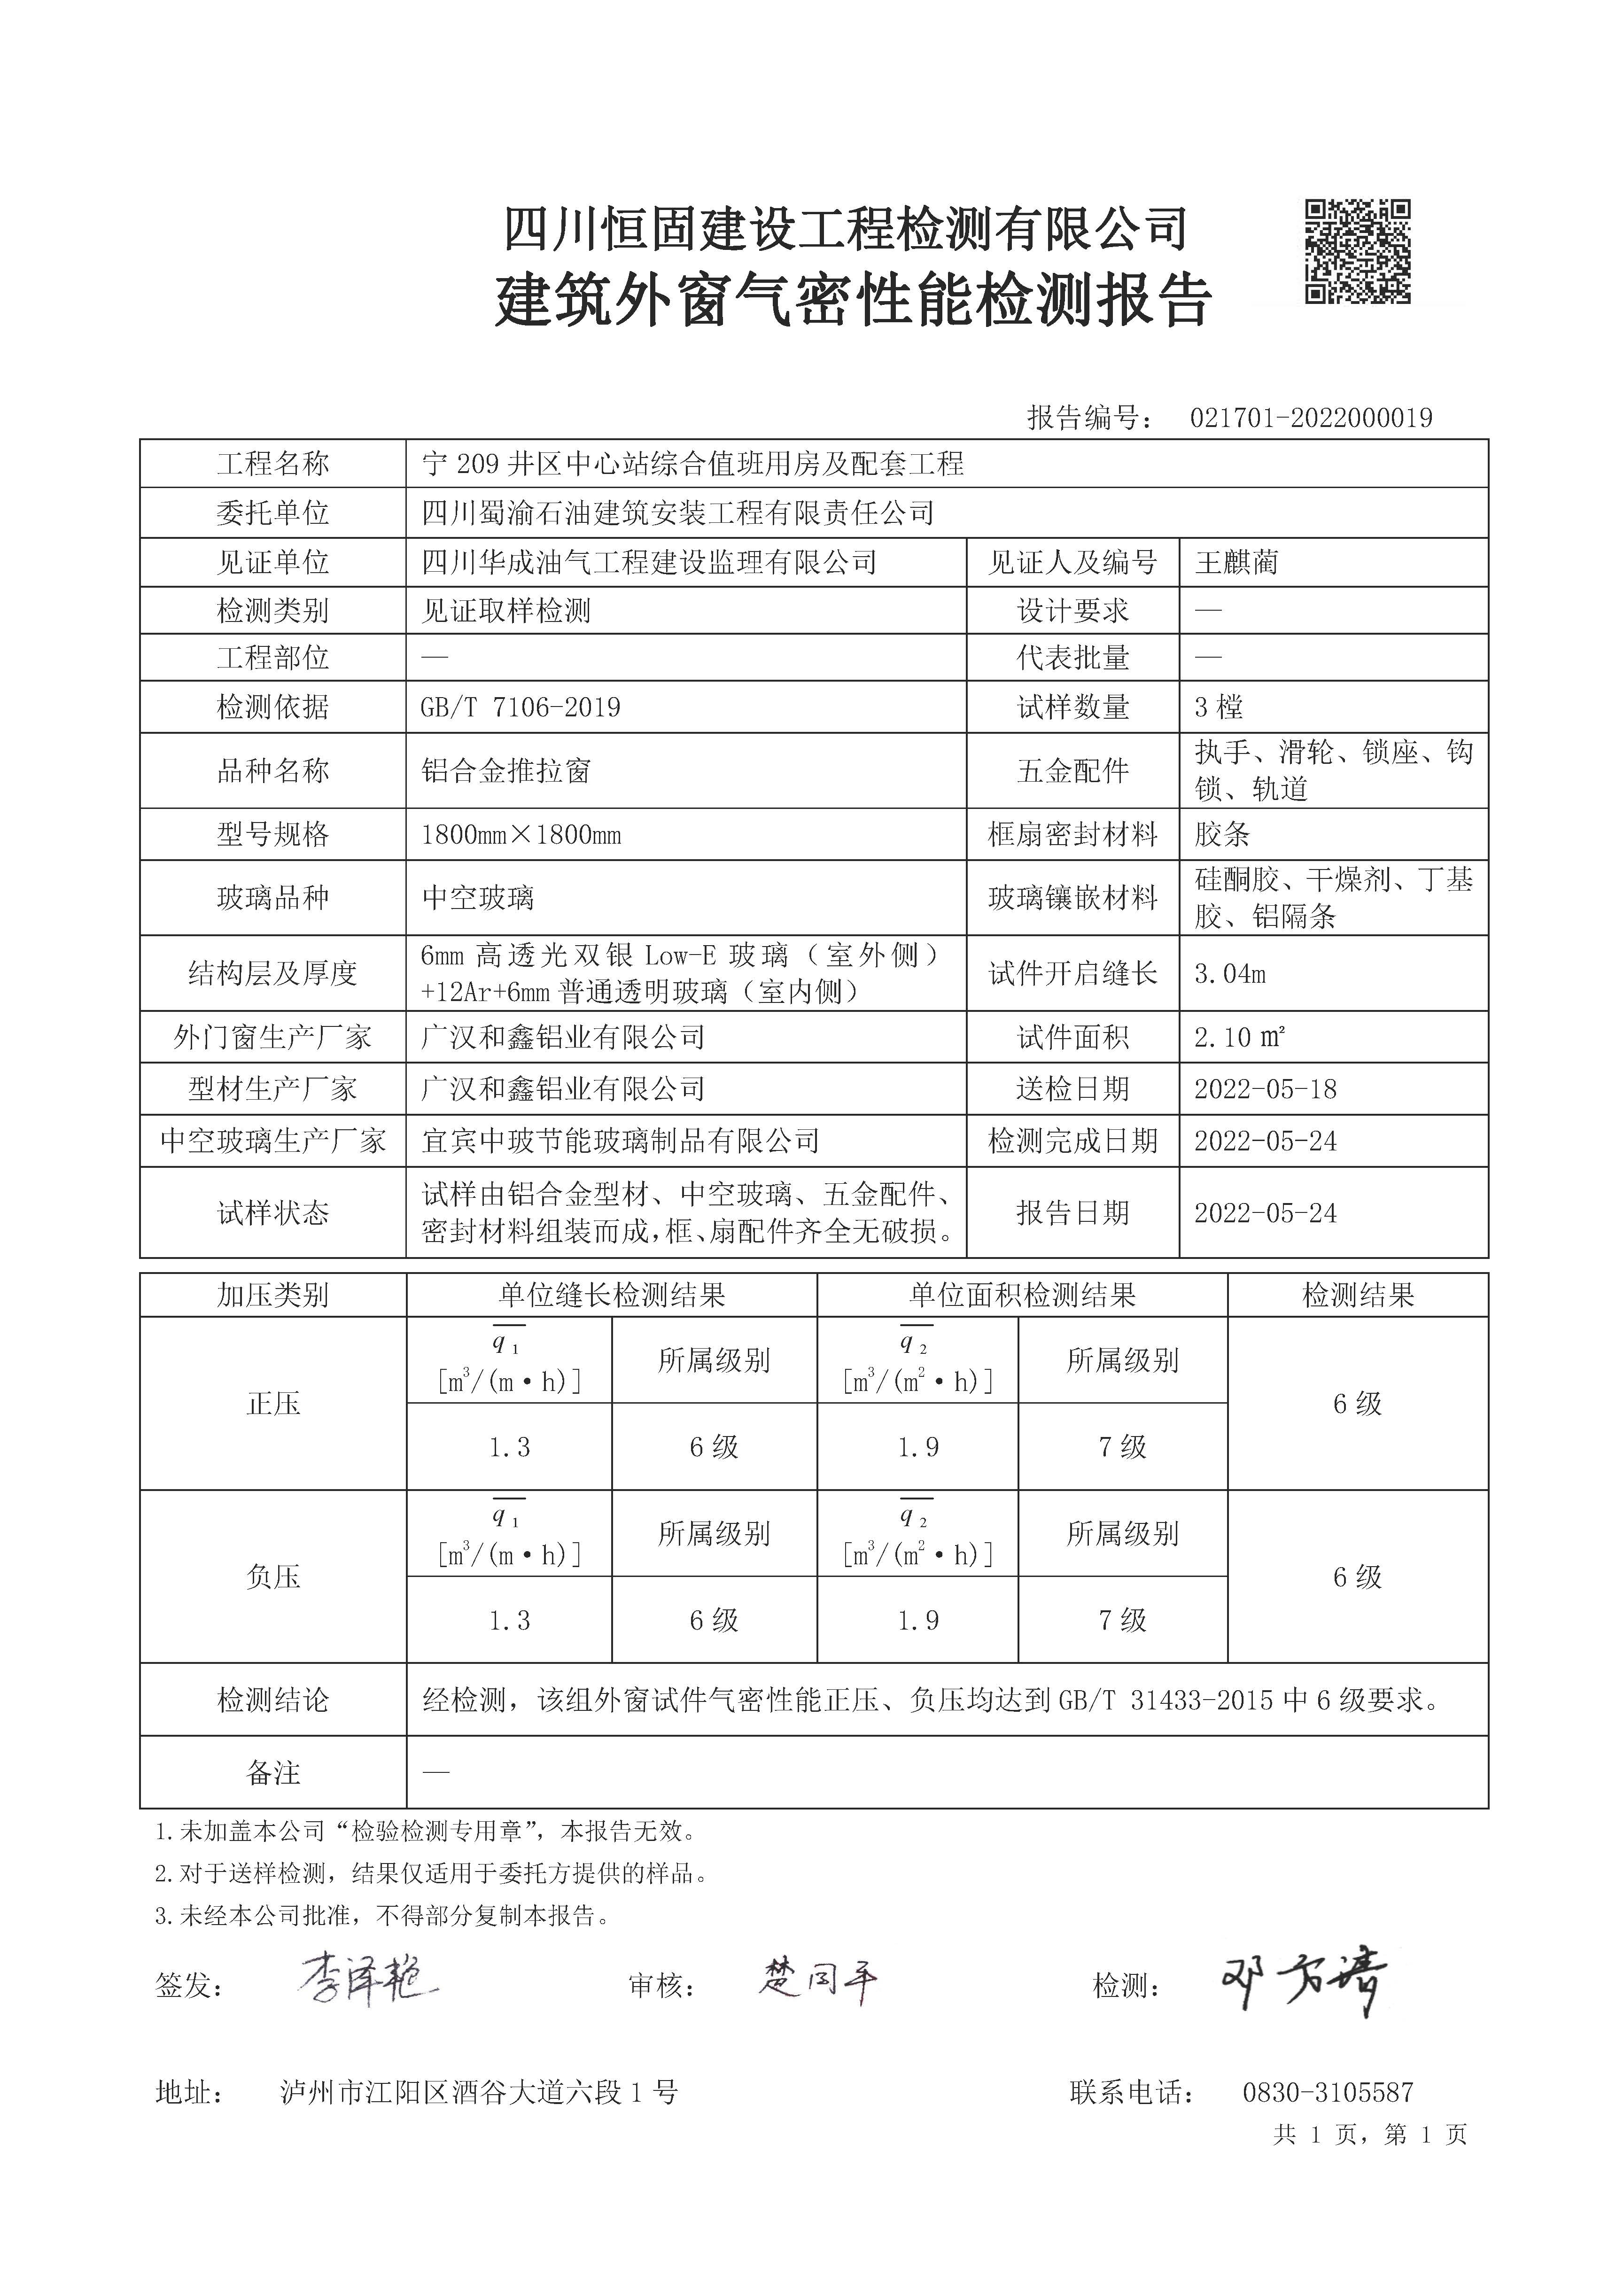 四川恒固建设工程检测有限公司
建筑外窗气密性能检测报告
报告编号： 021701-2022000019
工程名称 宁 209 井区中心站综合值班用房及配套工程
委托单位 四川蜀渝石油建筑安装工程有限责任公司
见证单位 四川华成油气工程建设监理有限公司 见证人及编号 王麒蔺
检测类别 见证取样检测 设计要求 —
工程部位 — 代表批量 —
检测依据 GB/T 7106-2019 试样数量 3 樘
品种名称 铝合金推拉窗 五金配件 执手、滑轮、锁座、钩
锁、轨道
型号规格 1800mm×1800mm 框扇密封材料 胶条
玻璃品种 中空玻璃 玻璃镶嵌材料 硅酮胶、干燥剂、丁基
胶、铝隔条
结构层及厚度 6mm 高透光双银 Low-E 玻璃（室外侧）
+12Ar+6mm 普通透明玻璃（室内侧） 试件开启缝长 3.04m
外门窗生产厂家 广汉和鑫铝业有限公司 试件面积 2.10 ㎡
型材生产厂家 广汉和鑫铝业有限公司 送检日期 2022-05-18
中空玻璃生产厂家 宜宾中玻节能玻璃制品有限公司 检测完成日期 2022-05-24
试样状态 试样由铝合金型材、中空玻璃、五金配件、
密封材料组装而成，框、扇配件齐全无破损。 报告日期 2022-05-24
加压类别 单位缝长检测结果 单位面积检测结果 检测结果
正压 q̅₁ [m³/(m·h)] 所属级别 q̅₂ [m³/(m²·h)] 所属级别 6 级
1.3 6 级 1.9 7 级
负压 q̅₁ [m³/(m·h)] 所属级别 q̅₂ [m³/(m²·h)] 所属级别 6 级
1.3 6 级 1.9 7 级
检测结论 经检测，该组外窗试件气密性能正压、负压均达到 GB/T 31433-2015 中 6 级要求。
备注 —
1.未加盖本公司“检验检测专用章”，本报告无效。
2.对于送样检测，结果仅适用于委托方提供的样品。
3.未经本公司批准，不得部分复制本报告。
签发： 李泽艳 审核： 楚同平 检测： 邓方清
地址： 泸州市江阳区酒谷大道六段 1 号 联系电话： 0830-3105587
共 1 页，第 1 页